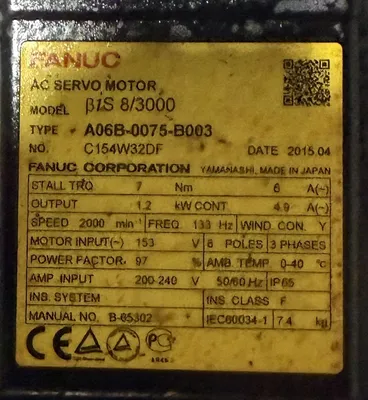 FANUC
AC SERVO MOTOR
MODEL βiS 8/3000
TYPE A06B-0075-B003
NO. C154W32DF DATE 2015.04
FANUC CORPORATION YAMANASHI, MADE IN JAPAN
STALL TRQ 7 Nm 6 A(~)
OUTPUT 1.2 kW CONT 4.9 A(~)
SPEED 2000 min⁻¹ FREQ 133 Hz WIND CON. Y
MOTOR INPUT(~) 153 V 8 POLES 3 PHASES
POWER FACTOR 97 % AMB. TEMP. 0-40 ℃
AMP INPUT 200-240 V 50/60 Hz IP65
INS. SYSTEM INS. CLASS F
MANUAL NO. B-65302 IEC60034-1 7.4 kg
CE